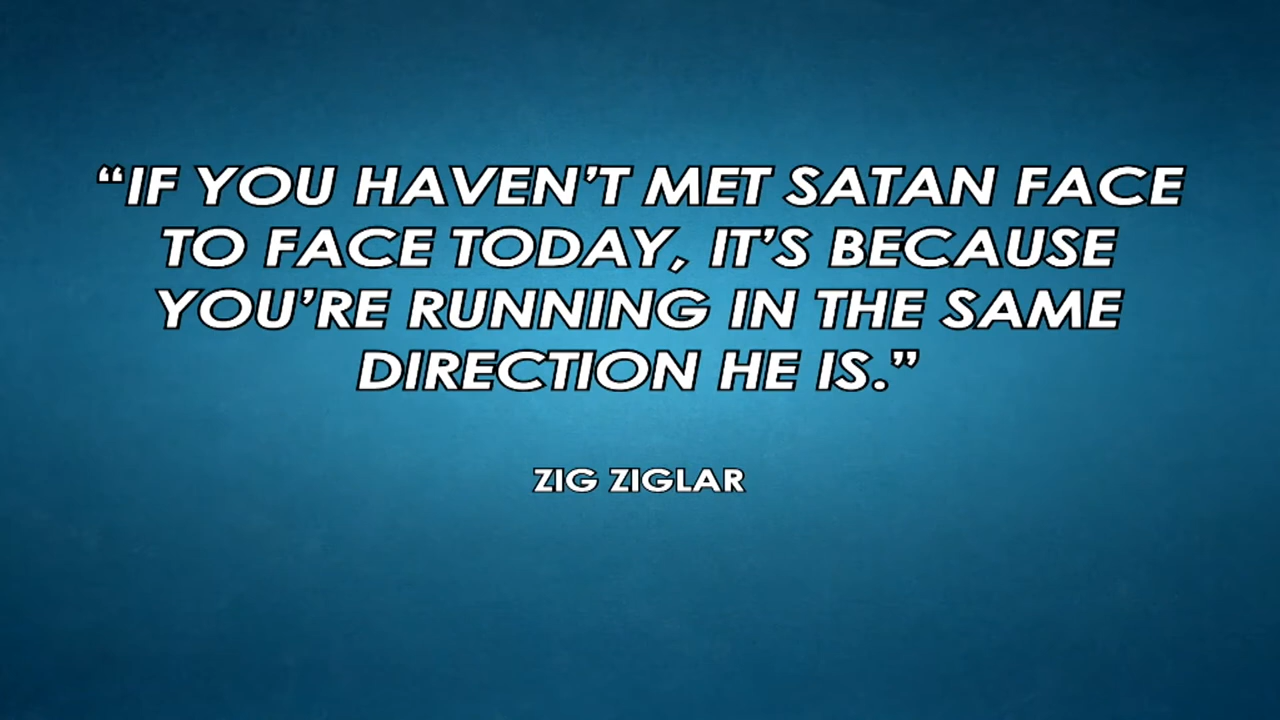 “IF YOU HAVEN’T MET SATAN FACE
TO FACE TODAY, IT’S BECAUSE
YOU’RE RUNNING IN THE SAME
DIRECTION HE IS.”
ZIG ZIGLAR